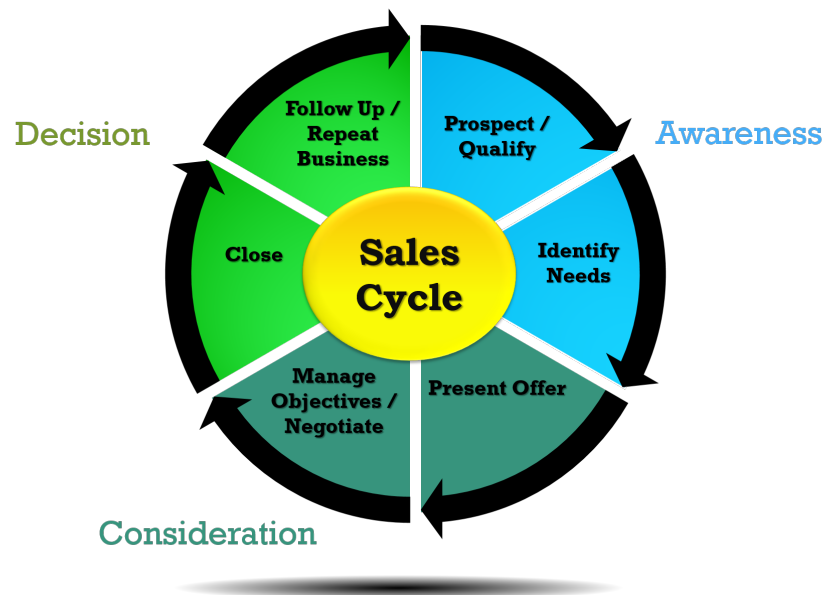 Decision
Awareness
Follow Up /
Repeat
Business
Prospect /
Qualify
Close
Sales
Cycle
Identify
Needs
Manage
Objectives /
Negotiate
Present Offer
Consideration